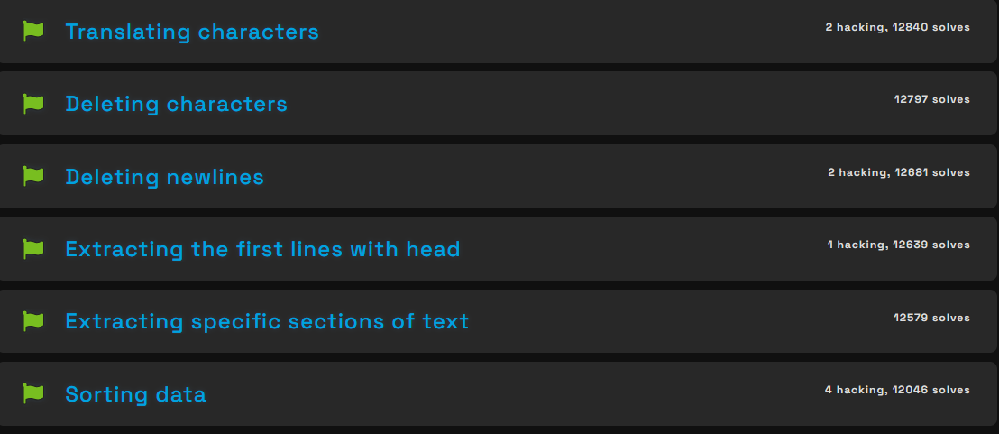 Translating characters
2 hacking, 12840 solves
Deleting characters
12797 solves
Deleting newlines
2 hacking, 12681 solves
Extracting the first lines with head
1 hacking, 12639 solves
Extracting specific sections of text
12579 solves
Sorting data
4 hacking, 12046 solves